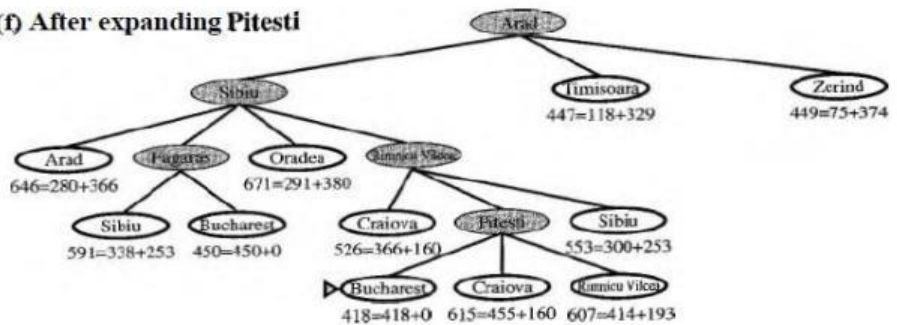 (f) After expanding Pitesti
Arad
Sibiu
Timisoara
447=118+329
Zerind
449=75+374
Arad
646=280+366
Fagaras
Oradea
671=291+380
Rimnicu Vilcea
Sibiu
591=338+253
Bucharest
450=450+0
Craiova
526=366+160
Pitesti
Sibiu
553=300+253
Bucharest
418=418+0
Craiova
615=455+160
Rimnicu Vilcea
607=414+193